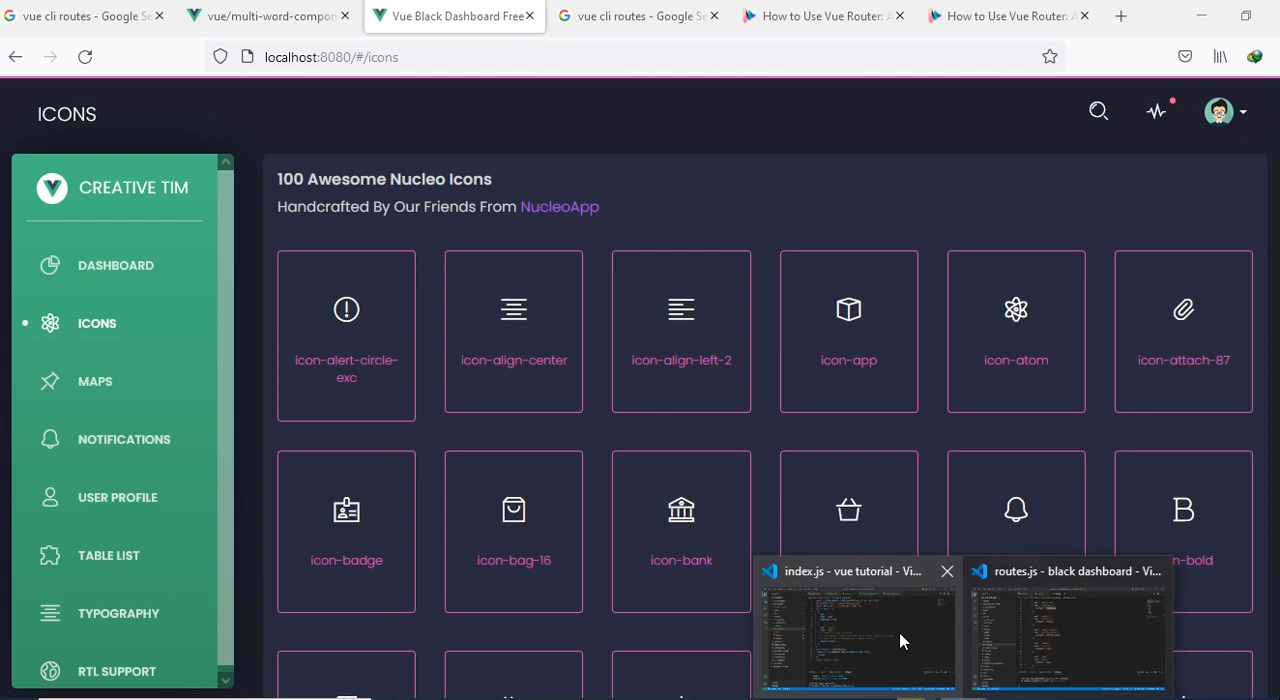 vue cli routes - Google Se
vue/multi-word-compon
Vue Black Dashboard Free
vue cli routes - Google Se
How to Use Vue Router: A
How to Use Vue Router: A
localhost:8080/#/icons
ICONS
CREATIVE TIM
DASHBOARD
ICONS
MAPS
NOTIFICATIONS
USER PROFILE
TABLE LIST
TYPOGRAPHY
TL SUPPORT
100 Awesome Nucleo Icons
Handcrafted By Our Friends From NucleoApp
icon-alert-circle-
exc
icon-align-center
icon-align-left-2
icon-app
icon-atom
icon-attach-87
icon-badge
icon-bag-16
icon-bank
n-bold
index.js - vue tutorial - Vi...
routes.js - black dashboard - Vi...